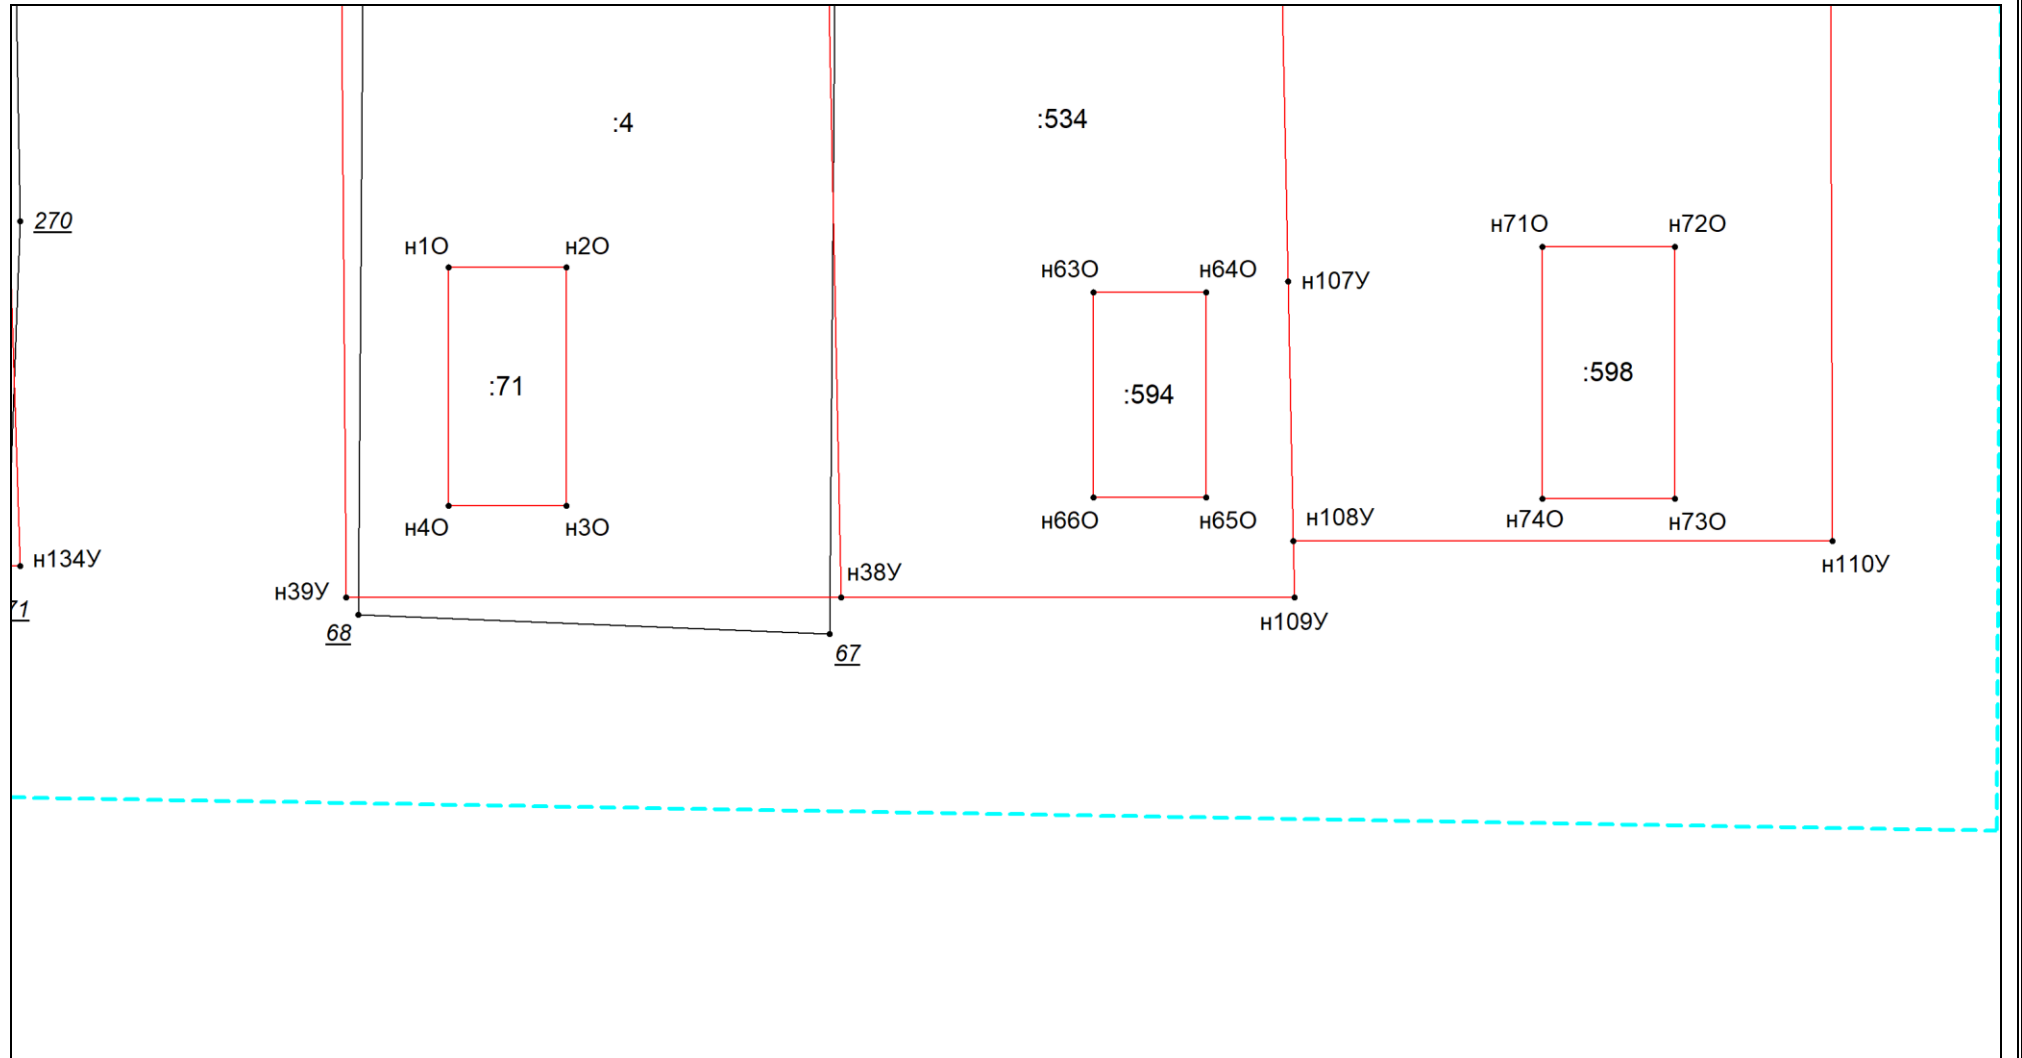 :4
:534
270
н1О
н2О
н71О
н72О
н63О
н64О
н107У
:71
:594
:598
н4О
н3О
н66О
н65О
н108У
н74О
н73О
н134У
н38У
н110У
н39У
71
68
н109У
67